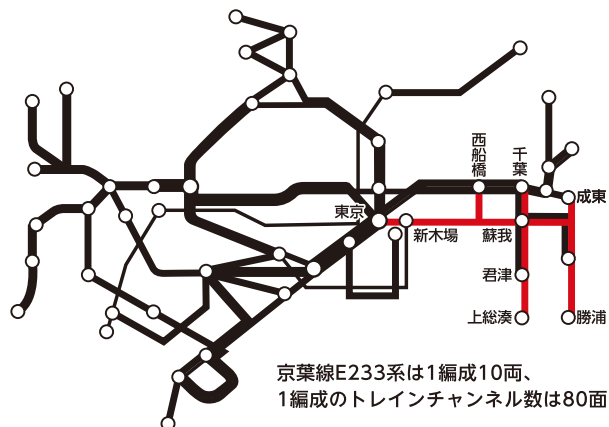 西船橋
千葉
成東
東京
新木場
蘇我
君津
上総湊
勝浦
京葉線E233系は1編成10両、
1編成のトレインチャンネル数は80面